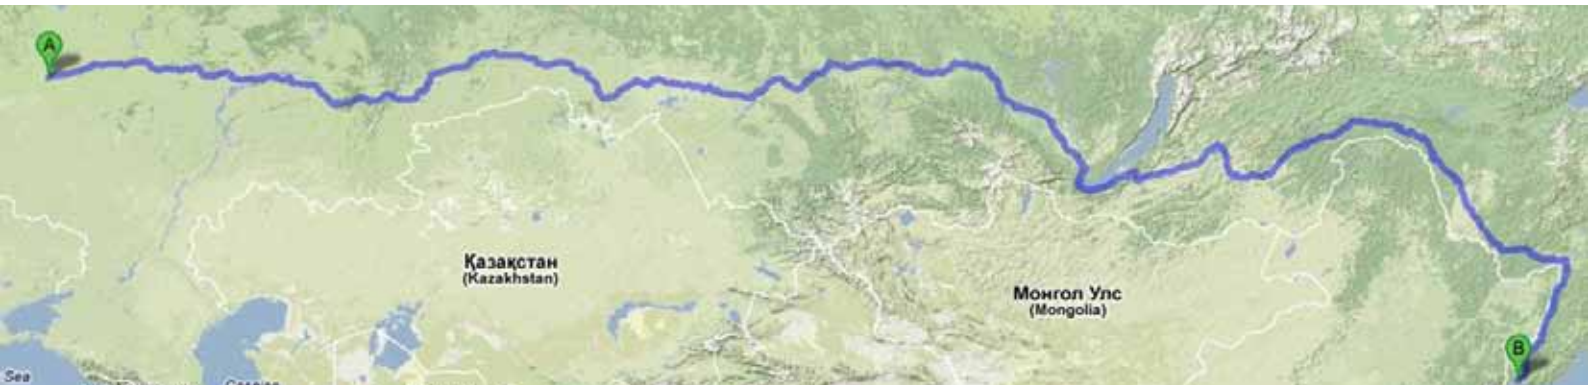 A
Қазақстан
(Kazakhstan)
Монгол Улс
(Mongolia)
B
Sea